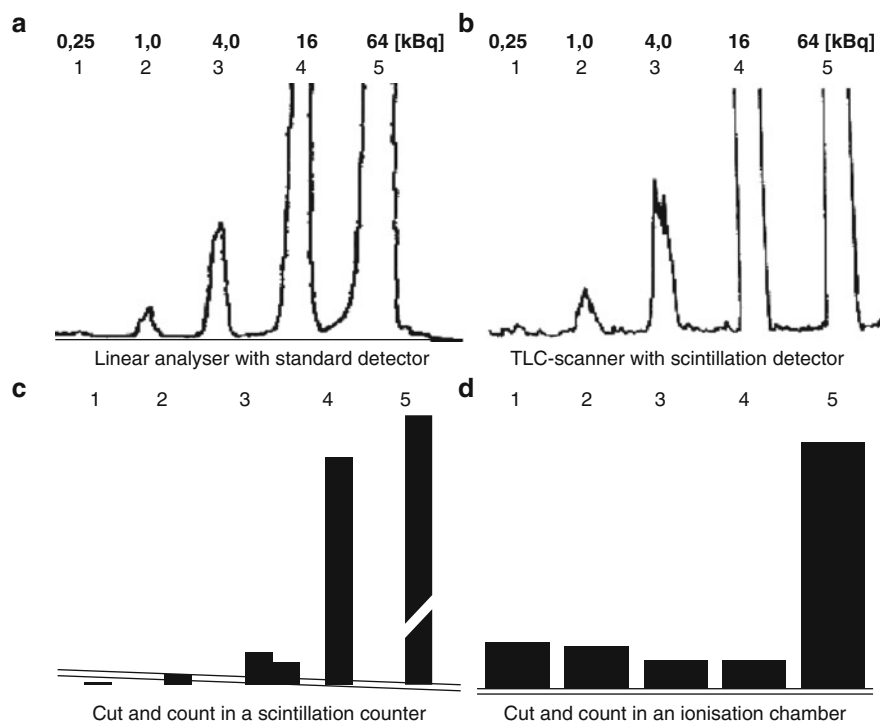 a
0,25 1,0 4,0 16 64 [kBq]
1 2 3 4 5
Linear analyser with standard detector
b
0,25 1,0 4,0 16 64 [kBq]
1 2 3 4 5
TLC-scanner with scintillation detector
c
1 2 3 4 5
Cut and count in a scintillation counter
d
1 2 3 4 5
Cut and count in an ionisation chamber